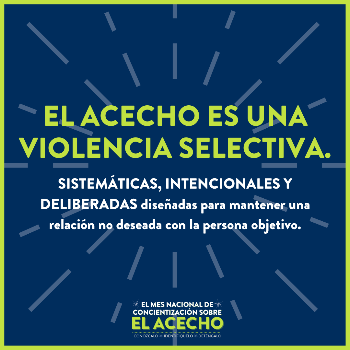 EL ACECHO ES UNA
VIOLENCIA SELECTIVA.
SISTEMÁTICAS, INTENCIONALES Y
DELIBERADAS diseñadas para mantener una
relación no deseada con la persona objetivo.
EL MES NACIONAL DE
CONCIENTIZACIÓN SOBRE
EL ACECHO